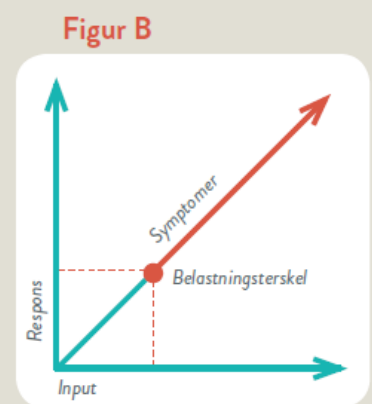 Figur B
Symptomer
Belastningsterskel
Respons
Input